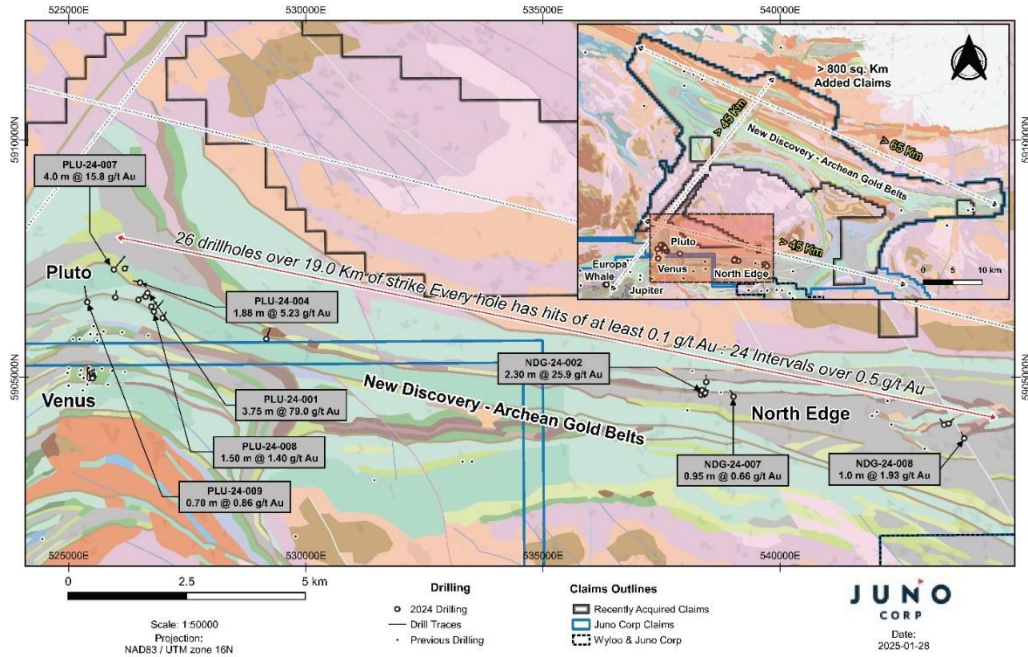 525000E
530000E
535000E
540000E
5910000N
5905000N
PLU-24-007
4.0 m @ 15.8 g/t Au
26 drillholes over 19.0 Km of strike Every hole has hits of at least 0.1 g/t Au : 24 Intervals over 0.5 g/t Au
Pluto
PLU-24-004
1.88 m @ 5.23 g/t Au
NDG-24-002
2.30 m @ 25.9 g/t Au
Venus
PLU-24-001
3.75 m @ 79.0 g/t Au
New Discovery - Archean Gold Belts
North Edge
PLU-24-008
1.50 m @ 1.40 g/t Au
NDG-24-007
0.95 m @ 0.66 g/t Au
NDG-24-008
1.0 m @ 1.93 g/t Au
PLU-24-009
0.70 m @ 0.86 g/t Au
> 800 sq. Km
Added Claims
> 45 Km
> 65 Km
New Discovery - Archean Gold Belts
> 45 Km
Pluto
Venus
North Edge
Europa
Whale
Jupiter
0 5 10 km
5910000N
5905000N
525000E
530000E
535000E
540000E
0 2.5 5 km
Scale: 1:50000
Projection:
NAD83 / UTM zone 16N
Drilling
2024 Drilling
Drill Traces
Previous Drilling
Claims Outlines
Recently Acquired Claims
Juno Corp Claims
Wyloo & Juno Corp
JUNO
CORP
Date:
2025-01-28